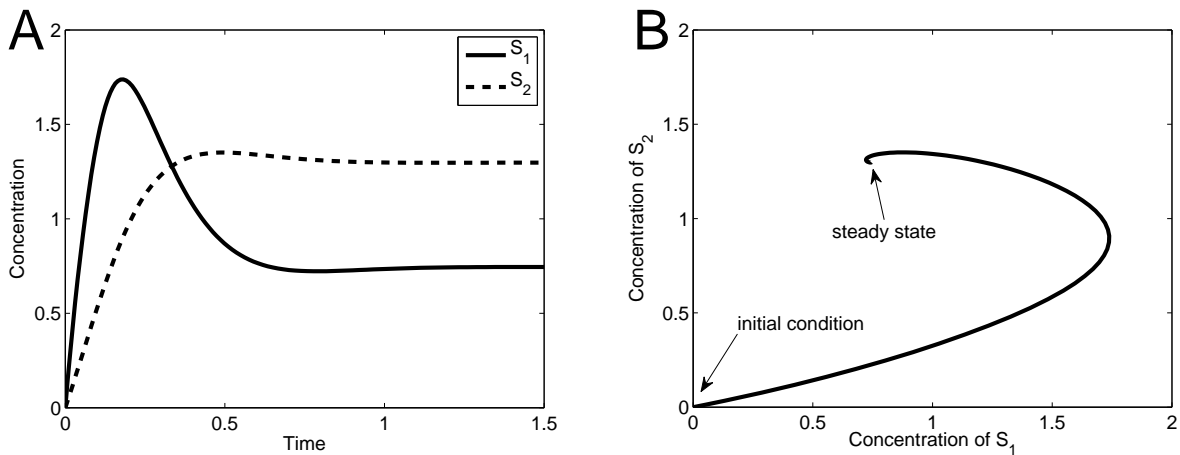 A
B
2
1.5
1
0.5
0
0
0.5
1
1.5
Time
Concentration
S1
S2
2
1.5
1
0.5
0
0
0.5
1
1.5
2
Concentration of S1
Concentration of S2
steady state
initial condition